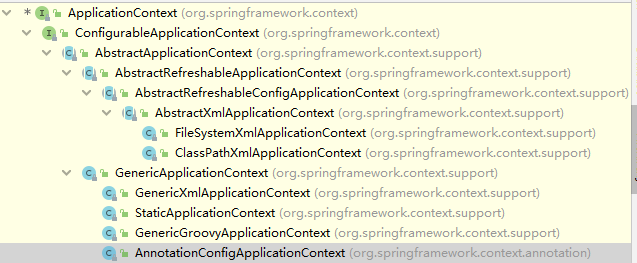 * ApplicationContext (org.springframework.context)
ConfigurableApplicationContext (org.springframework.context)
AbstractApplicationContext (org.springframework.context.support)
AbstractRefreshableApplicationContext (org.springframework.context.support)
AbstractRefreshableConfigApplicationContext (org.springframework.context.support)
AbstractXmlApplicationContext (org.springframework.context.support)
FileSystemXmlApplicationContext (org.springframework.context.support)
ClassPathXmlApplicationContext (org.springframework.context.support)
GenericApplicationContext (org.springframework.context.support)
GenericXmlApplicationContext (org.springframework.context.support)
StaticApplicationContext (org.springframework.context.support)
GenericGroovyApplicationContext (org.springframework.context.support)
AnnotationConfigApplicationContext (org.springframework.context.annotation)